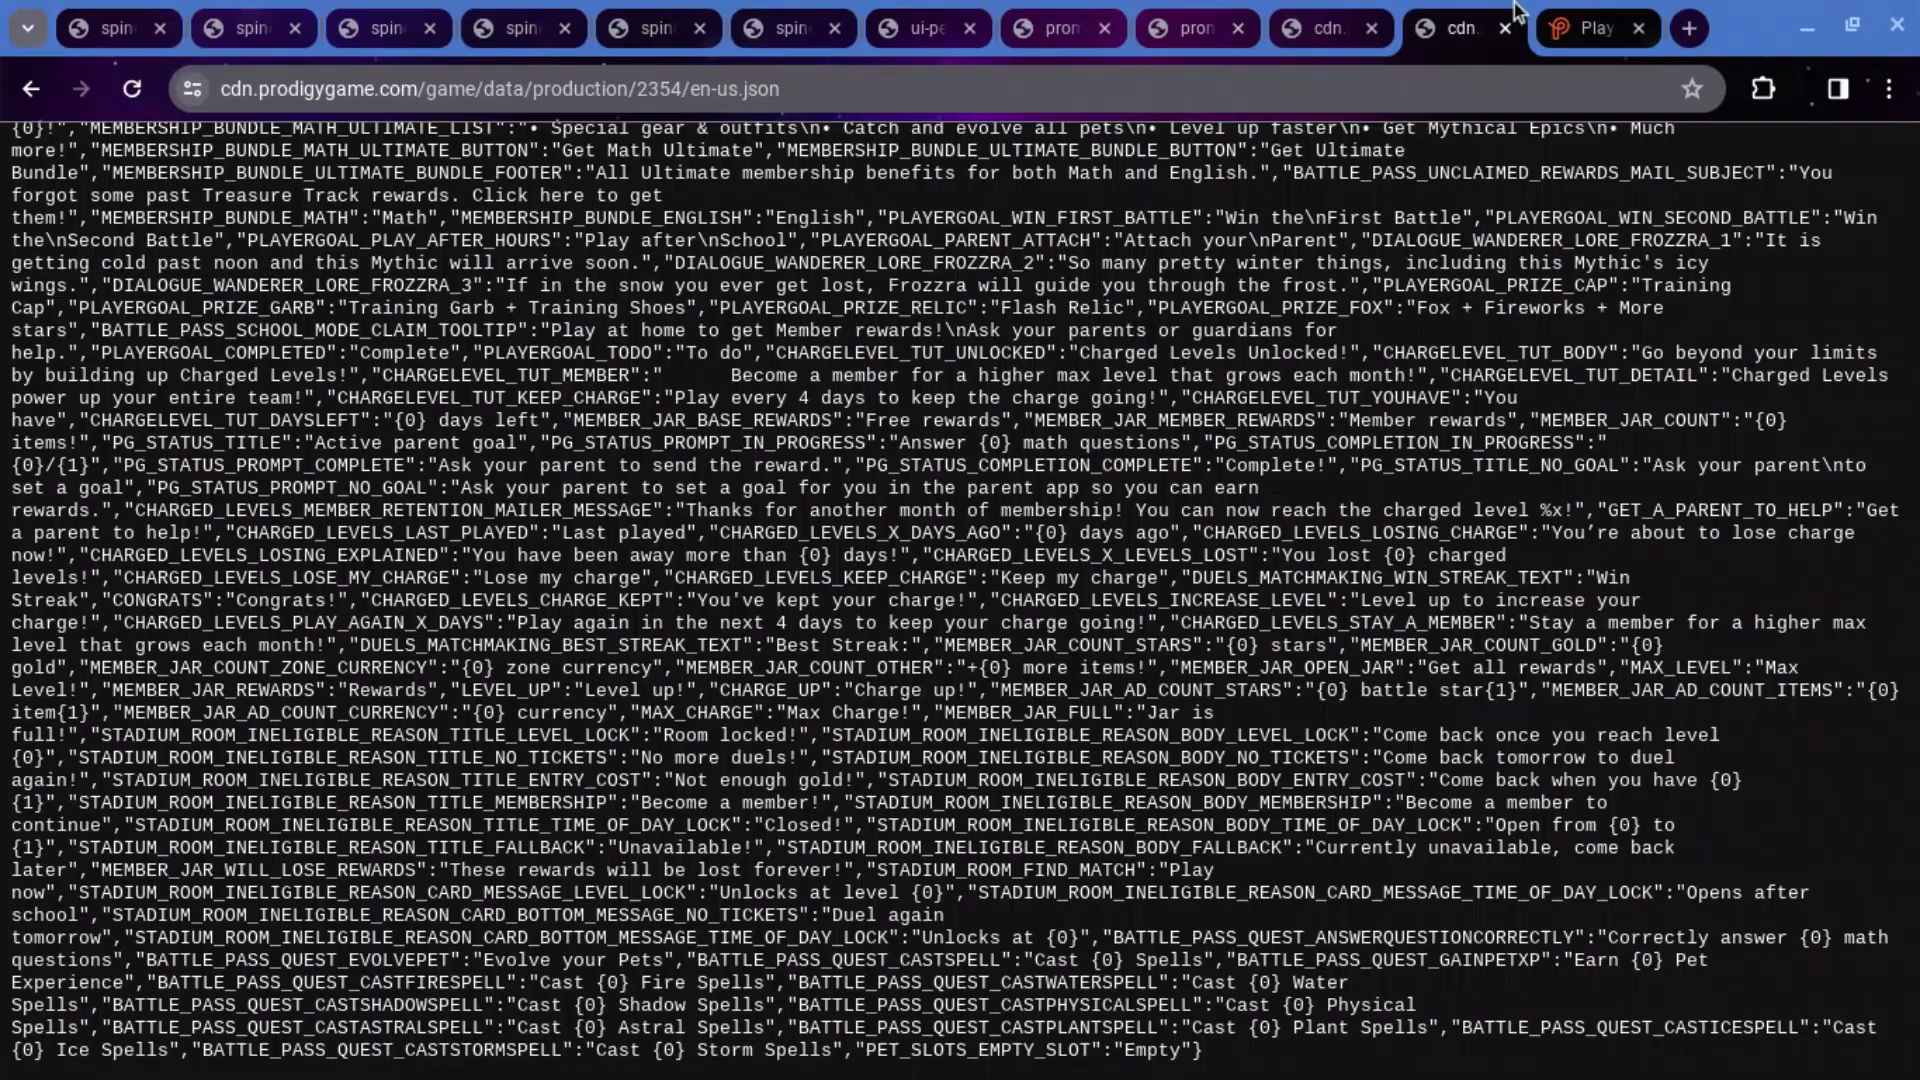 spin
spin
spin
spin
spin
spin
ui-pe
pron
pron
cdn.
cdn.
Play
cdn.prodigygame.com/game/data/production/2354/en-us.json
{0}!","MEMBERSHIP_BUNDLE_MATH_ULTIMATE_LIST":"• Special gear & outfits\n• Catch and evolve all pets\n• Level up faster\n• Get Mythical Epics\n• Much
more!","MEMBERSHIP_BUNDLE_MATH_ULTIMATE_BUTTON":"Get Math Ultimate","MEMBERSHIP_BUNDLE_ULTIMATE_BUNDLE_BUTTON":"Get Ultimate
Bundle","MEMBERSHIP_BUNDLE_ULTIMATE_BUNDLE_FOOTER":"All Ultimate membership benefits for both Math and English.","BATTLE_PASS_UNCLAIMED_REWARDS_MAIL_SUBJECT":"You
forgot some past Treasure Track rewards. Click here to get
them!","MEMBERSHIP_BUNDLE_MATH":"Math","MEMBERSHIP_BUNDLE_ENGLISH":"English","PLAYERGOAL_WIN_FIRST_BATTLE":"Win the\nFirst Battle","PLAYERGOAL_WIN_SECOND_BATTLE":"Win
the\nSecond Battle","PLAYERGOAL_PLAY_AFTER_HOURS":"Play after\nSchool","PLAYERGOAL_PARENT_ATTACH":"Attach your\nParent","DIALOGUE_WANDERER_LORE_FROZZRA_1":"It is
getting cold past noon and this Mythic will arrive soon.","DIALOGUE_WANDERER_LORE_FROZZRA_2":"So many pretty winter things, including this Mythic's icy
wings.","DIALOGUE_WANDERER_LORE_FROZZRA_3":"If in the snow you ever get lost, Frozzra will guide you through the frost.","PLAYERGOAL_PRIZE_CAP":"Training
Cap","PLAYERGOAL_PRIZE_GARB":"Training Garb + Training Shoes","PLAYERGOAL_PRIZE_RELIC":"Flash Relic","PLAYERGOAL_PRIZE_FOX":"Fox + Fireworks + More
stars","BATTLE_PASS_SCHOOL_MODE_CLAIM_TOOLTIP":"Play at home to get Member rewards!\nAsk your parents or guardians for
help.","PLAYERGOAL_COMPLETED":"Complete","PLAYERGOAL_TODO":"To do","CHARGELEVEL_TUT_UNLOCKED":"Charged Levels Unlocked!","CHARGELEVEL_TUT_BODY":"Go beyond your limits
by building up Charged Levels!","CHARGELEVEL_TUT_MEMBER":"      Become a member for a higher max level that grows each month!","CHARGELEVEL_TUT_DETAIL":"Charged Levels
power up your entire team!","CHARGELEVEL_TUT_KEEP_CHARGE":"Play every 4 days to keep the charge going!","CHARGELEVEL_TUT_YOUHAVE":"You
have","CHARGELEVEL_TUT_DAYSLEFT":"{0} days left","MEMBER_JAR_BASE_REWARDS":"Free rewards","MEMBER_JAR_MEMBER_REWARDS":"Member rewards","MEMBER_JAR_COUNT":"{0}
items!","PG_STATUS_TITLE":"Active parent goal","PG_STATUS_PROMPT_IN_PROGRESS":"Answer {0} math questions","PG_STATUS_COMPLETION_IN_PROGRESS":"
{0}/{1}","PG_STATUS_PROMPT_COMPLETE":"Ask your parent to send the reward.","PG_STATUS_COMPLETION_COMPLETE":"Complete!","PG_STATUS_TITLE_NO_GOAL":"Ask your parent\nto
set a goal","PG_STATUS_PROMPT_NO_GOAL":"Ask your parent to set a goal for you in the parent app so you can earn
rewards.","CHARGED_LEVELS_MEMBER_RETENTION_MAILER_MESSAGE":"Thanks for another month of membership! You can now reach the charged level %x!","GET_A_PARENT_TO_HELP":"Get
a parent to help!","CHARGED_LEVELS_LAST_PLAYED":"Last played","CHARGED_LEVELS_X_DAYS_AGO":"{0} days ago","CHARGED_LEVELS_LOSING_CHARGE":"You’re about to lose charge
now!","CHARGED_LEVELS_LOSING_EXPLAINED":"You have been away more than {0} days!","CHARGED_LEVELS_X_LEVELS_LOST":"You lost {0} charged
levels!","CHARGED_LEVELS_LOSE_MY_CHARGE":"Lose my charge","CHARGED_LEVELS_KEEP_CHARGE":"Keep my charge","DUELS_MATCHMAKING_WIN_STREAK_TEXT":"Win
Streak","CONGRATS":"Congrats!","CHARGED_LEVELS_CHARGE_KEPT":"You've kept your charge!","CHARGED_LEVELS_INCREASE_LEVEL":"Level up to increase your
charge!","CHARGED_LEVELS_PLAY_AGAIN_X_DAYS":"Play again in the next 4 days to keep your charge going!","CHARGED_LEVELS_STAY_A_MEMBER":"Stay a member for a higher max
level that grows each month!","DUELS_MATCHMAKING_BEST_STREAK_TEXT":"Best Streak:","MEMBER_JAR_COUNT_STARS":"{0} stars","MEMBER_JAR_COUNT_GOLD":"{0}
gold","MEMBER_JAR_COUNT_ZONE_CURRENCY":"{0} zone currency","MEMBER_JAR_COUNT_OTHER":"+{0} more items!","MEMBER_JAR_OPEN_JAR":"Get all rewards","MAX_LEVEL":"Max
Level!","MEMBER_JAR_REWARDS":"Rewards","LEVEL_UP":"Level up!","CHARGE_UP":"Charge up!","MEMBER_JAR_AD_COUNT_STARS":"{0} battle star{1}","MEMBER_JAR_AD_COUNT_ITEMS":"{0}
item{1}","MEMBER_JAR_AD_COUNT_CURRENCY":"{0} currency","MAX_CHARGE":"Max Charge!","MEMBER_JAR_FULL":"Jar is
full!","STADIUM_ROOM_INELIGIBLE_REASON_TITLE_LEVEL_LOCK":"Room locked!","STADIUM_ROOM_INELIGIBLE_REASON_BODY_LEVEL_LOCK":"Come back once you reach level
{0}","STADIUM_ROOM_INELIGIBLE_REASON_TITLE_NO_TICKETS":"No more duels!","STADIUM_ROOM_INELIGIBLE_REASON_BODY_NO_TICKETS":"Come back tomorrow to duel
again!","STADIUM_ROOM_INELIGIBLE_REASON_TITLE_ENTRY_COST":"Not enough gold!","STADIUM_ROOM_INELIGIBLE_REASON_BODY_ENTRY_COST":"Come back when you have {0}
{1}","STADIUM_ROOM_INELIGIBLE_REASON_TITLE_MEMBERSHIP":"Become a member!","STADIUM_ROOM_INELIGIBLE_REASON_BODY_MEMBERSHIP":"Become a member to
continue","STADIUM_ROOM_INELIGIBLE_REASON_TITLE_TIME_OF_DAY_LOCK":"Closed!","STADIUM_ROOM_INELIGIBLE_REASON_BODY_TIME_OF_DAY_LOCK":"Open from {0} to
{1}","STADIUM_ROOM_INELIGIBLE_REASON_TITLE_FALLBACK":"Unavailable!","STADIUM_ROOM_INELIGIBLE_REASON_BODY_FALLBACK":"Currently unavailable, come back
later","MEMBER_JAR_WILL_LOSE_REWARDS":"These rewards will be lost forever!","STADIUM_ROOM_FIND_MATCH":"Play
now","STADIUM_ROOM_INELIGIBLE_REASON_CARD_MESSAGE_LEVEL_LOCK":"Unlocks at level {0}","STADIUM_ROOM_INELIGIBLE_REASON_CARD_MESSAGE_TIME_OF_DAY_LOCK":"Opens after
school","STADIUM_ROOM_INELIGIBLE_REASON_CARD_BOTTOM_MESSAGE_NO_TICKETS":"Duel again
tomorrow","STADIUM_ROOM_INELIGIBLE_REASON_CARD_BOTTOM_MESSAGE_TIME_OF_DAY_LOCK":"Unlocks at {0}","BATTLE_PASS_QUEST_ANSWERQUESTIONCORRECTLY":"Correctly answer {0} math
questions","BATTLE_PASS_QUEST_EVOLVEPET":"Evolve your Pets","BATTLE_PASS_QUEST_CASTSPELL":"Cast {0} Spells","BATTLE_PASS_QUEST_GAINPETXP":"Earn {0} Pet
Experience","BATTLE_PASS_QUEST_CASTFIRESPELL":"Cast {0} Fire Spells","BATTLE_PASS_QUEST_CASTWATERSPELL":"Cast {0} Water
Spells","BATTLE_PASS_QUEST_CASTSHADOWSPELL":"Cast {0} Shadow Spells","BATTLE_PASS_QUEST_CASTPHYSICALSPELL":"Cast {0} Physical
Spells","BATTLE_PASS_QUEST_CASTASTRALSPELL":"Cast {0} Astral Spells","BATTLE_PASS_QUEST_CASTPLANTSPELL":"Cast {0} Plant Spells","BATTLE_PASS_QUEST_CASTICESPELL":"Cast
{0} Ice Spells","BATTLE_PASS_QUEST_CASTSTORMSPELL":"Cast {0} Storm Spells","PET_SLOTS_EMPTY_SLOT":"Empty"}